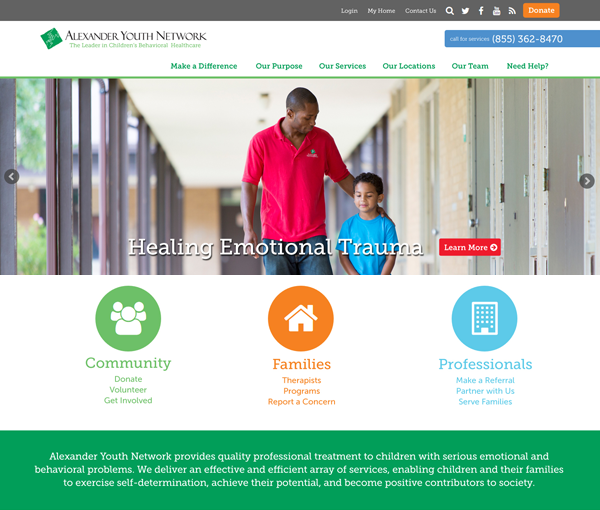 Login My Home Contact Us Donate
ALEXANDER YOUTH NETWORK
The Leader in Children's Behavioral Healthcare
call for services (855) 362-8470
Make a Difference Our Purpose Our Services Our Locations Our Team Need Help?
Healing Emotional Trauma Learn More
Community
Donate
Volunteer
Get Involved
Families
Therapists
Programs
Report a Concern
Professionals
Make a Referral
Partner with Us
Serve Families
Alexander Youth Network provides quality professional treatment to children with serious emotional and
behavioral problems. We deliver an effective and efficient array of services, enabling children and their families
to exercise self-determination, achieve their potential, and become positive contributors to society.